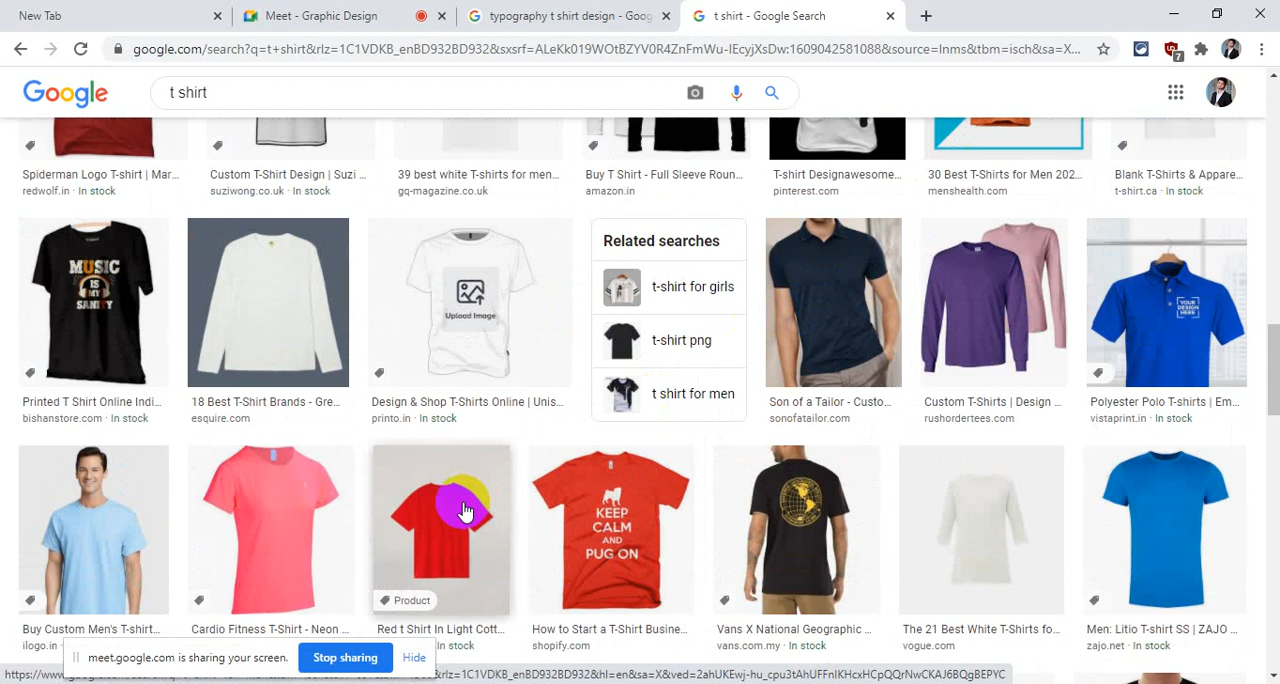 New Tab
Meet - Graphic Design
typography t shirt design - Goog
t shirt - Google Search
google.com/search?q=t+shirt&rlz=1C1VDKB_enBD932BD932&sxsrf=ALeKk019WOtBZYV0R4ZnFmWu-IEcyjXsDw:1609042581088&source=lnms&tbm=isch&sa=X...
7
Google
t shirt
Spiderman Logo T-shirt | Mar...
redwolf.in · In stock
Custom T-Shirt Design | Suzi ...
suziwong.co.uk · In stock
39 best white T-shirts for men...
gq-magazine.co.uk
Buy T Shirt - Full Sleeve Roun...
amazon.in
T-shirt Designawesome...
pinterest.com
30 Best T-Shirts for Men 202...
menshealth.com
Blank T-Shirts & Appare...
t-shirt.ca · In stock
MUSIC
IS
MY
SANITY
Upload Image
Related searches
t-shirt for girls
t-shirt png
t shirt for men
YOUR
DESIGN
HERE
Printed T Shirt Online Indi...
bishanstore.com · In stock
18 Best T-Shirt Brands - Gre...
esquire.com
Design & Shop T-Shirts Online | Unis...
printo.in · In stock
Son of a Tailor - Custo...
sonofatailor.com
Custom T-Shirts | Design ...
rushordertees.com
Polyester Polo T-shirts | Em...
vistaprint.in · In stock
KEEP
CALM
AND
PUG ON
Product
Buy Custom Men's T-shirt...
ilogo.in
Cardio Fitness T-Shirt - Neon ...
In stock
Red t Shirt In Light Cott...
In stock
How to Start a T-Shirt Busine...
shopify.com
Vans X National Geographic ...
vans.com.my · In stock
The 21 Best White T-Shirts fo...
vogue.com
Men: Litio T-shirt SS | ZAJO ...
zajo.net · In stock
meet.google.com is sharing your screen.
Stop sharing
Hide